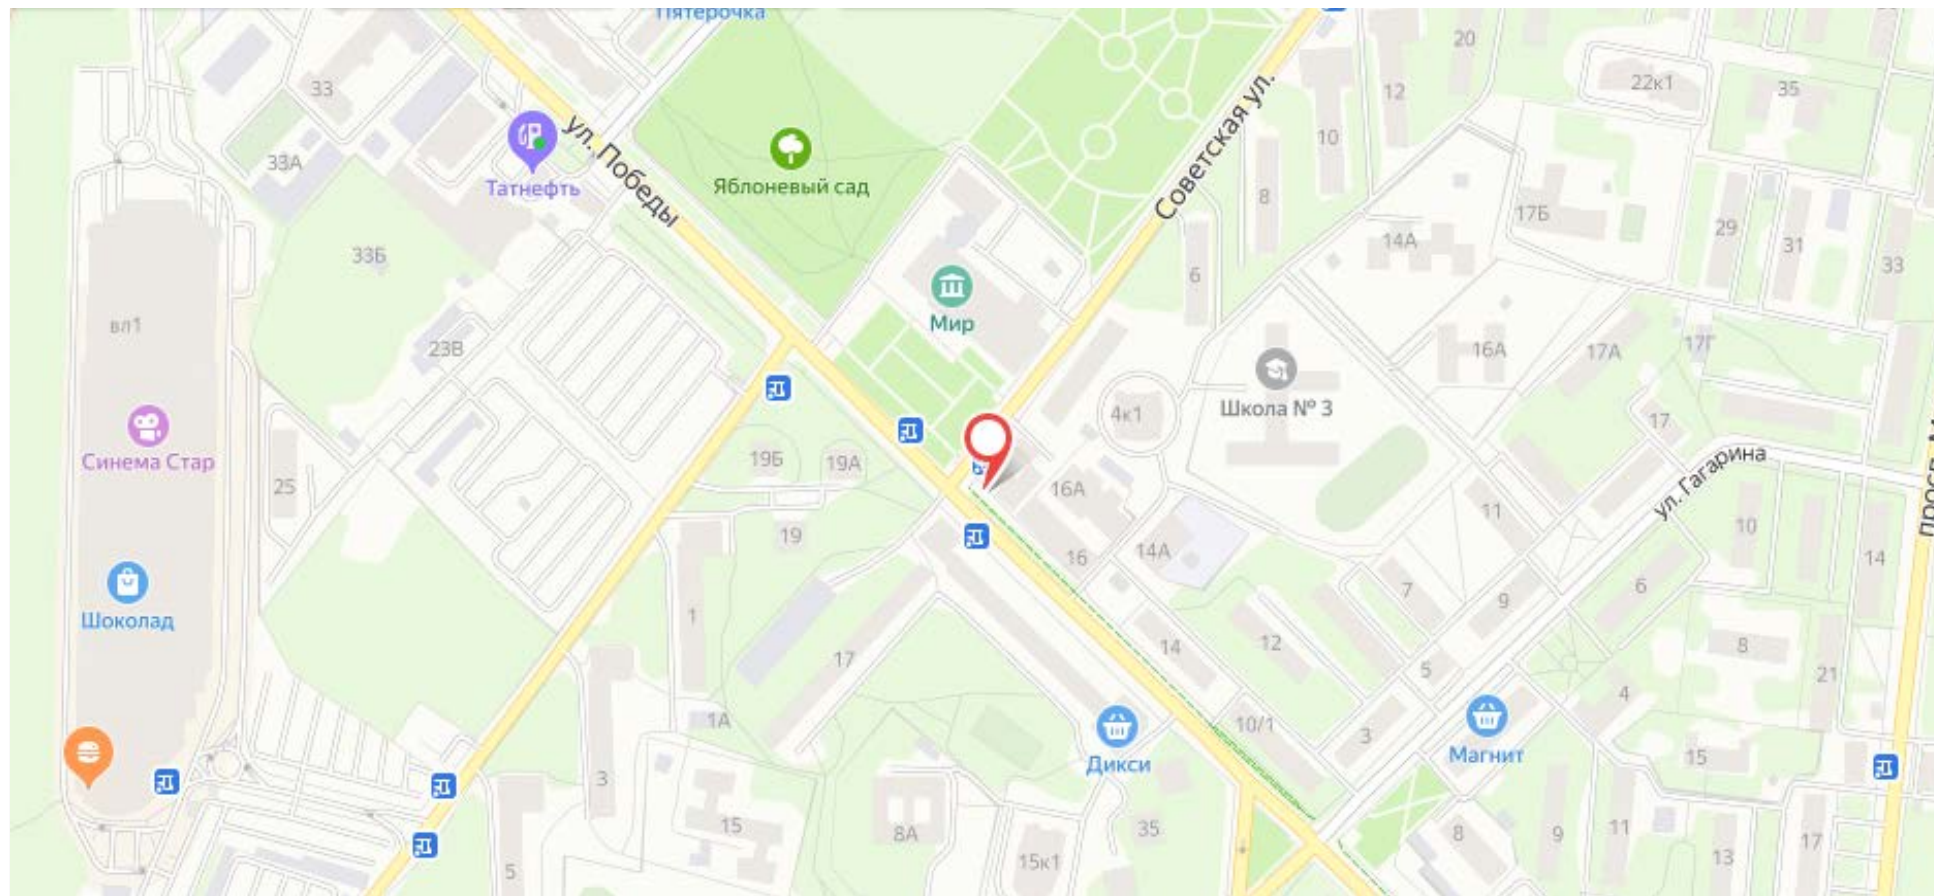 Пятерочка
20
33
12
22к1
35
ул. Победы
Советская ул.
10
33А
Татнефть
Яблоневый сад
8
17Б
29
31
33
14А
33Б
6
вл1
23В
Мир
16А
17А
17Г
4к1
Школа № 3
17
Синема Стар
25
19Б
19А
16А
11
ул. Гагарина
10
19
16
14А
14
Шоколад
1
7
9
6
17
14
12
5
8
21
4
1А
10/1
3
Дикси
Магнит
15
3
15
8А
35
8
9
11
17
15к1
13
5